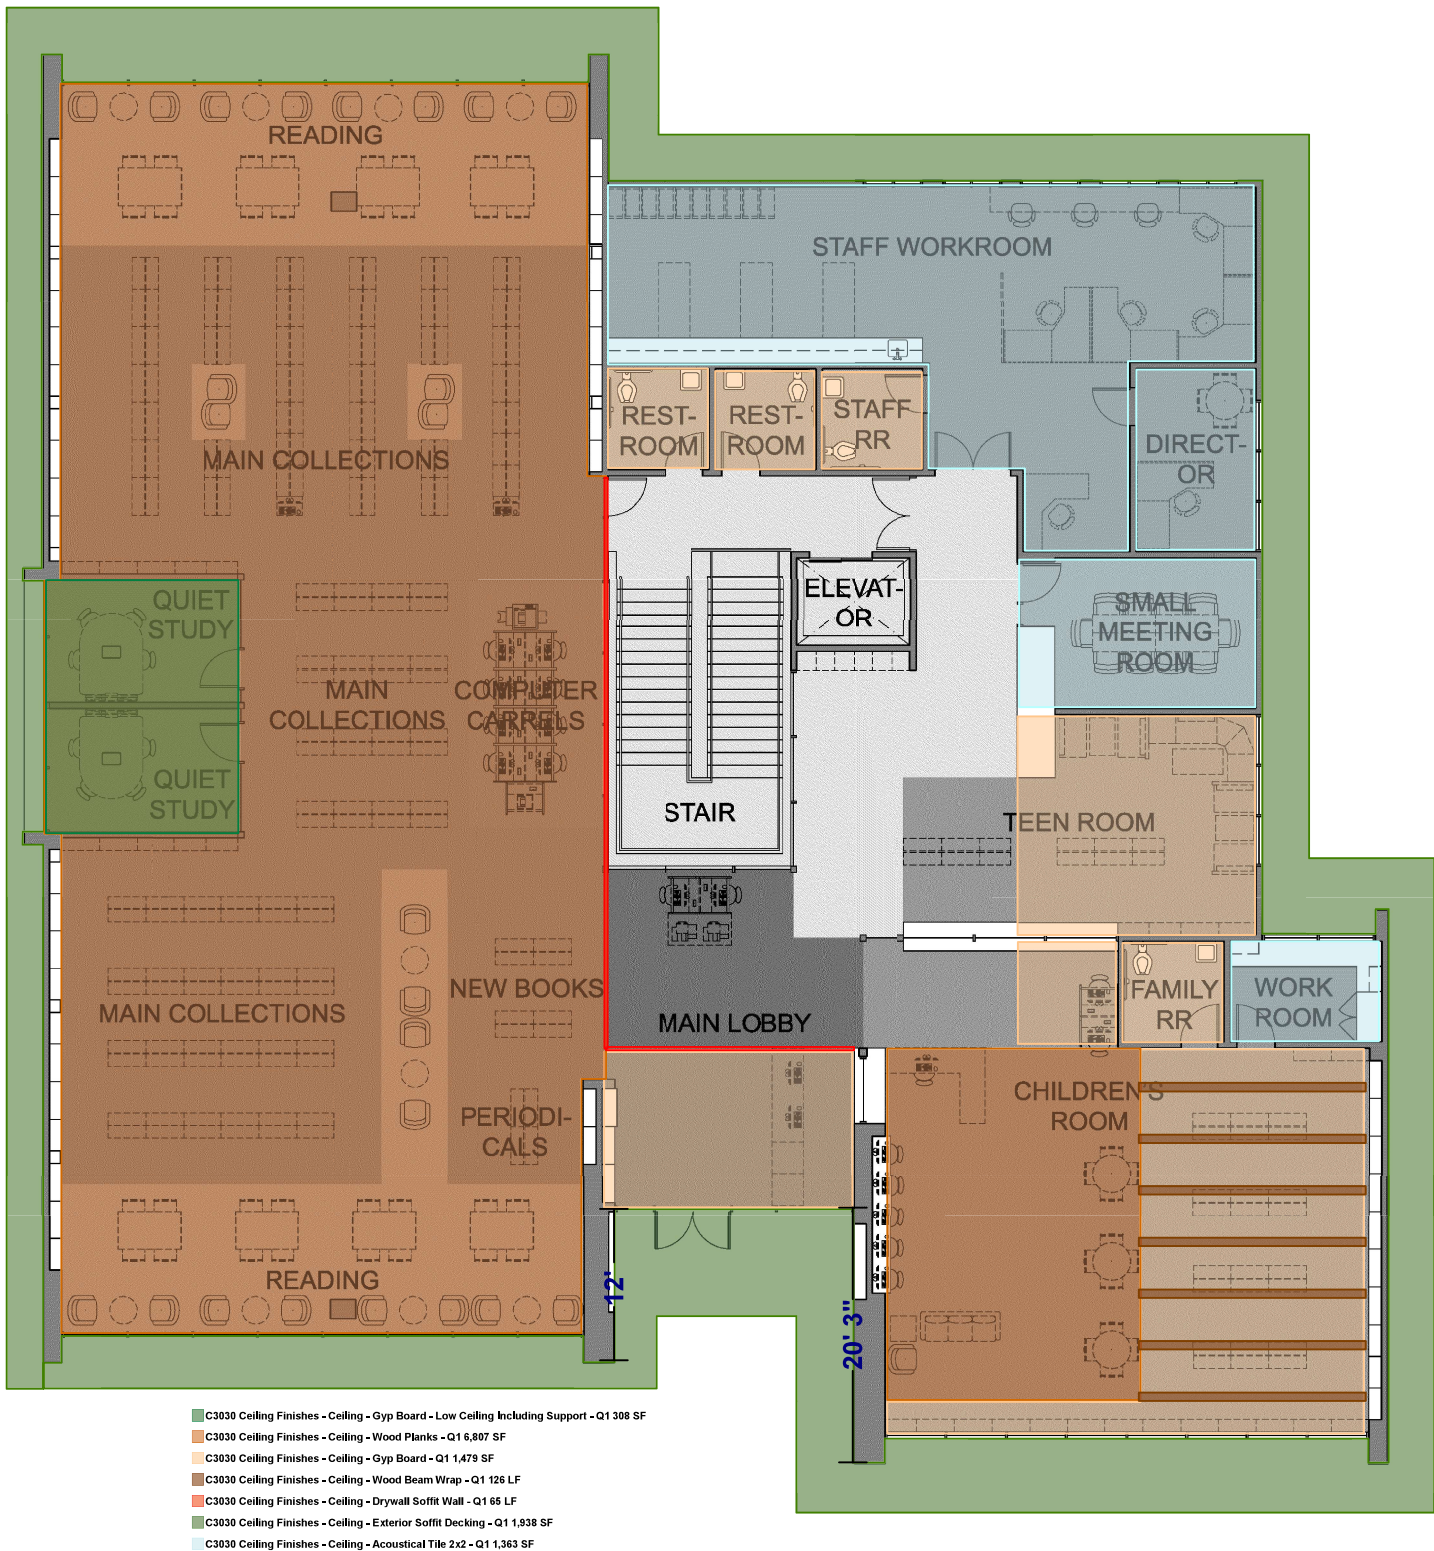 READING
STAFF WORKROOM
MAIN COLLECTIONS
REST-
ROOM
REST-
ROOM
STAFF
RR
DIRECT-
OR
QUIET
STUDY
ELEVAT-
OR
SMALL
MEETING
ROOM
MAIN
COLLECTIONS
COMPUTER
CARRELS
QUIET
STUDY
STAIR
TEEN ROOM
MAIN COLLECTIONS
NEW BOOKS
MAIN LOBBY
FAMILY
RR
WORK
ROOM
PERIODI-
CALS
CHILDREN'S
ROOM
READING
12'
20' 3"
C3030 Ceiling Finishes - Ceiling - Gyp Board - Low Ceiling Including Support - Q1 308 SF
C3030 Ceiling Finishes - Ceiling - Wood Planks - Q1 6,807 SF
C3030 Ceiling Finishes - Ceiling - Gyp Board - Q1 1,479 SF
C3030 Ceiling Finishes - Ceiling - Wood Beam Wrap - Q1 126 LF
C3030 Ceiling Finishes - Ceiling - Drywall Soffit Wall - Q1 65 LF
C3030 Ceiling Finishes - Ceiling - Exterior Soffit Decking - Q1 1,938 SF
C3030 Ceiling Finishes - Ceiling - Acoustical Tile 2x2 - Q1 1,363 SF